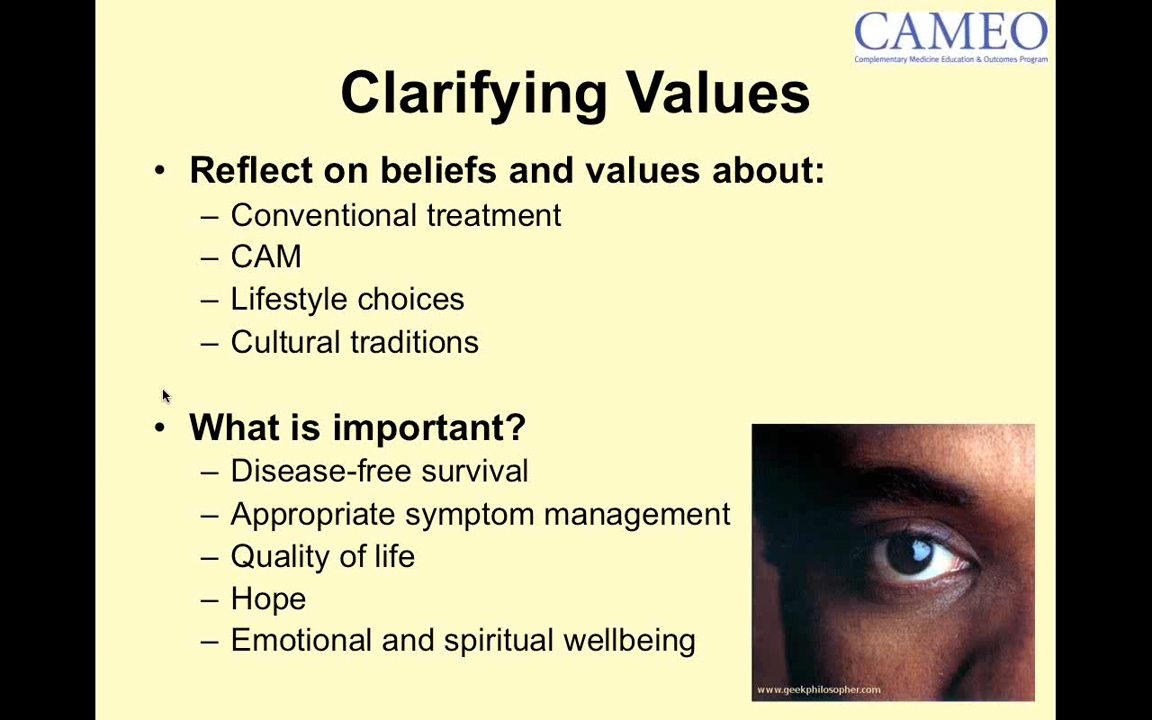 CAMEO
Complementary Medicine Education & Outcomes Program
Clarifying Values
• Reflect on beliefs and values about:
– Conventional treatment
– CAM
– Lifestyle choices
– Cultural traditions
• What is important?
– Disease-free survival
– Appropriate symptom management
– Quality of life
– Hope
– Emotional and spiritual wellbeing
www.geekphilosopher.com